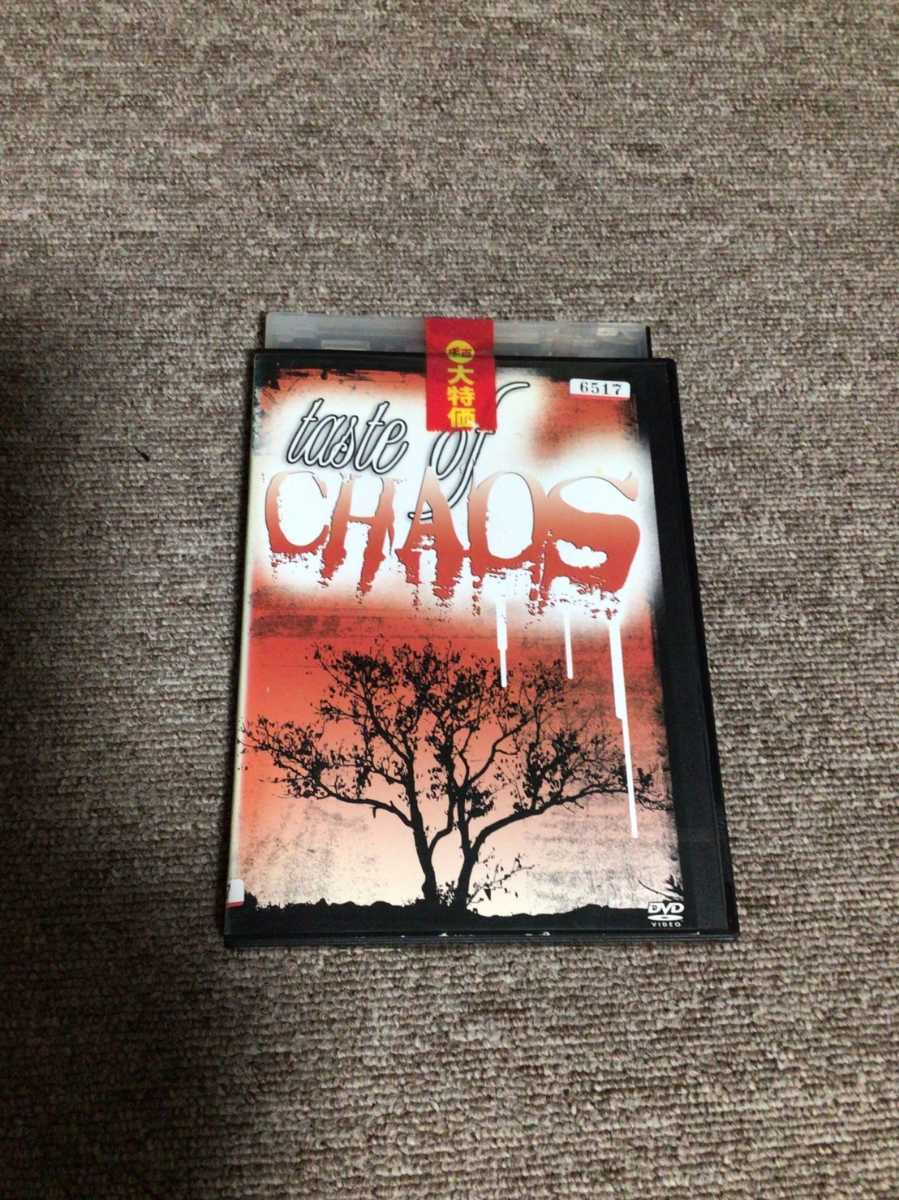 大特価
6517
taste of
CHAOS
DVD
VIDEO